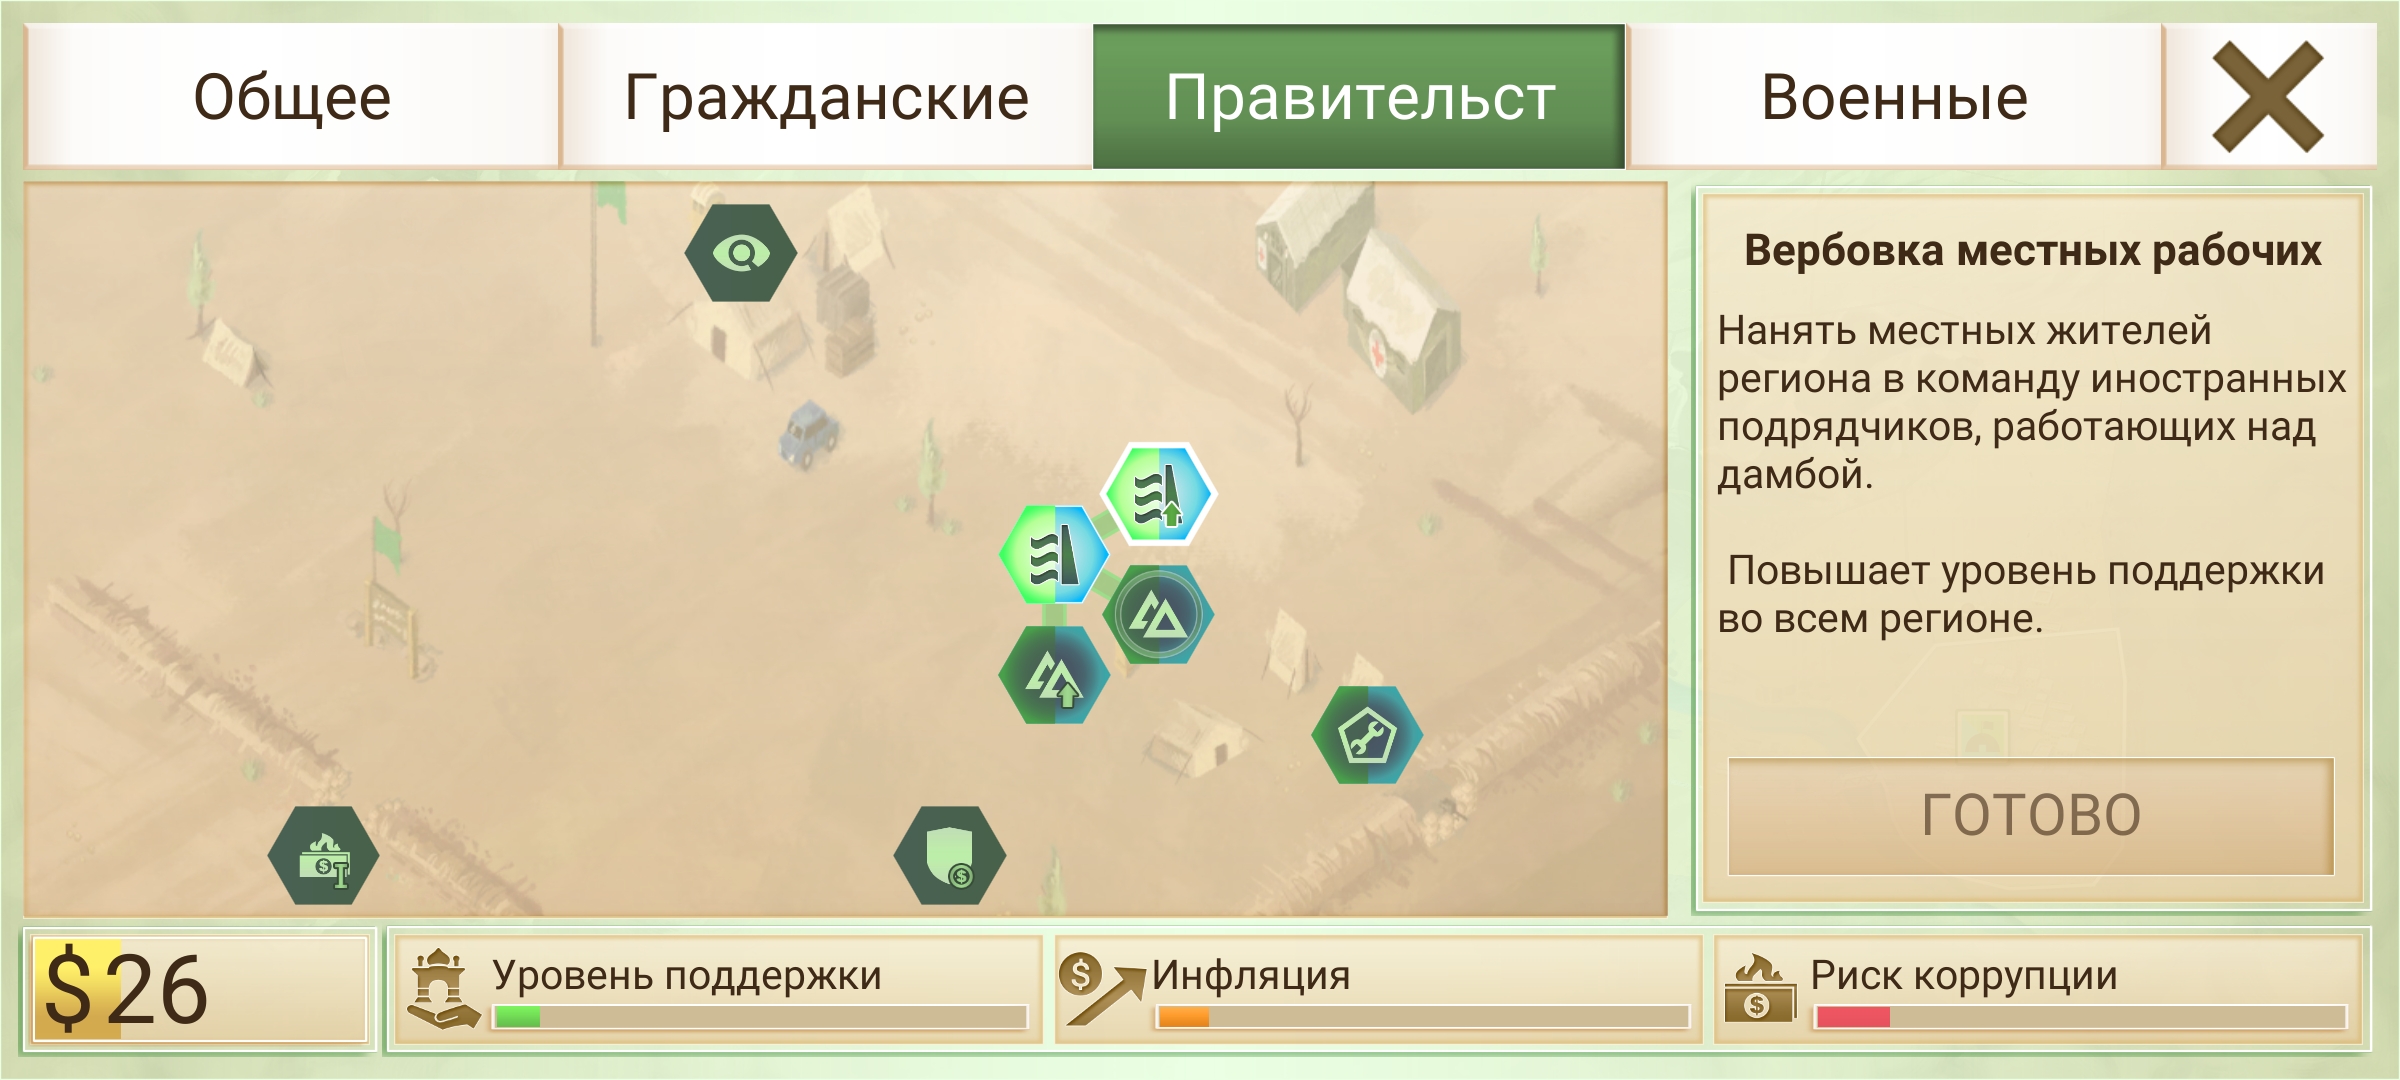 Общее
Гражданские
Правительст
Военные
Вербовка местных рабочих
Нанять местных жителей
региона в команду иностранных
подрядчиков, работающих над
дамбой.
Повышает уровень поддержки
во всем регионе.
ГОТОВО
$26
Уровень поддержки
Инфляция
Риск коррупции